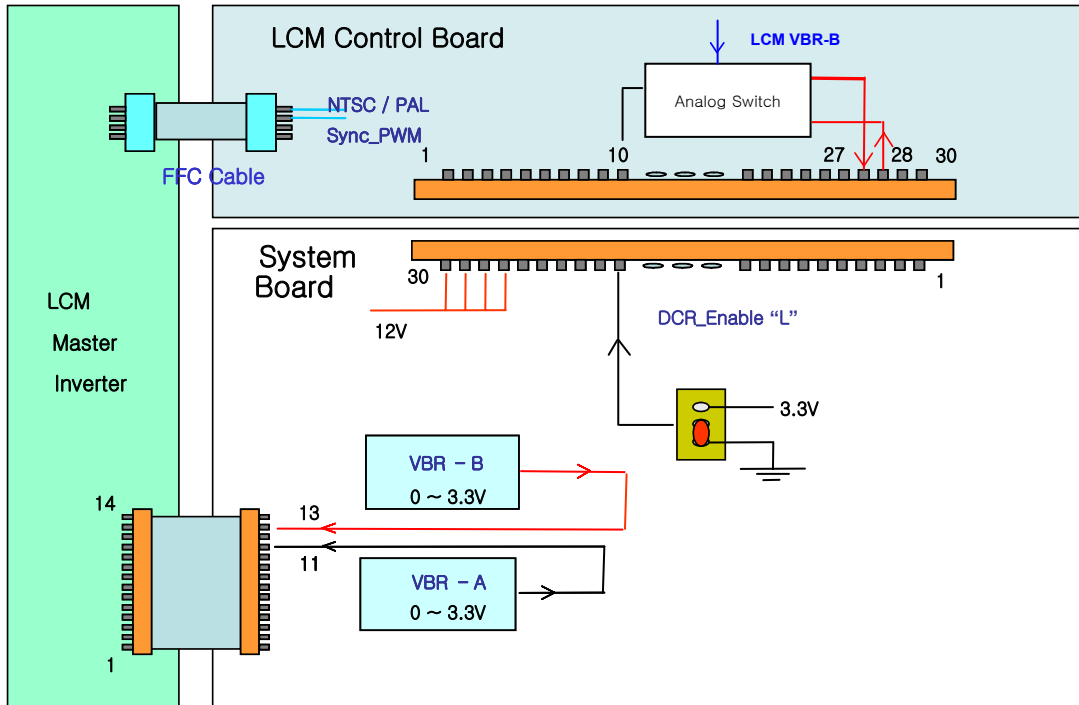 LCM Control Board
LCM VBR-B
Analog Switch
NTSC / PAL
Sync_PWM
FFC Cable
1
10
27
28
30
System
Board
30
1
12V
DCR_Enable “L”
3.3V
LCM
Master
Inverter
VBR - B
0 ~ 3.3V
14
13
11
VBR - A
0 ~ 3.3V
1